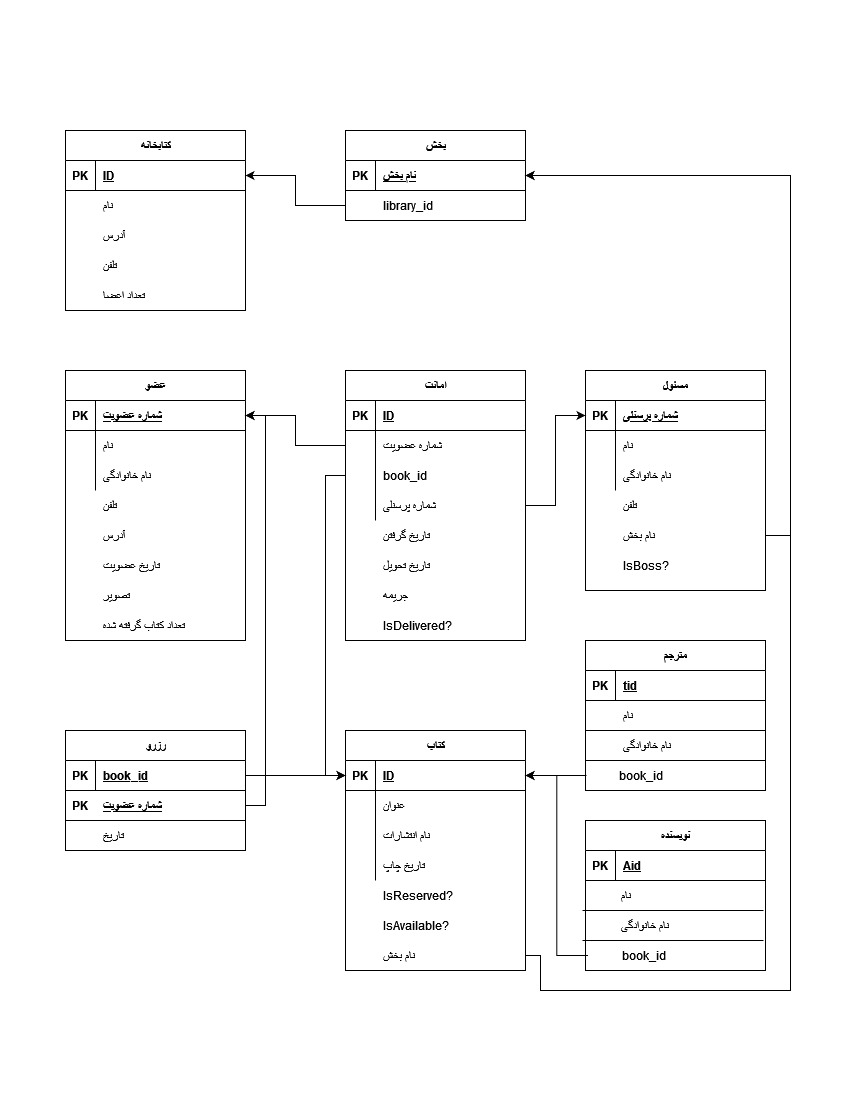 کتابخانه
PK ID
نام
آدرس
تلفن
تعداد اعضا
بخش
PK نام بخش
library_id
عضو
PK شماره عضویت
نام
نام خانوادگی
تلفن
آدرس
تاریخ عضویت
تصویر
تعداد کتاب گرفته شده
امانت
PK ID
شماره عضویت
book_id
شماره پرسنلی
تاریخ گرفتن
تاریخ تحویل
جریمه
IsDelivered?
مسئول
PK شماره پرسنلی
نام
نام خانوادگی
تلفن
نام بخش
IsBoss?
مترجم
PK tid
نام
نام خانوادگی
book_id
رزرو
PK book_id
PK شماره عضویت
تاریخ
کتاب
PK ID
عنوان
نام انتشارات
تاریخ چاپ
IsReserved?
IsAvailable?
نام بخش
نویسنده
PK Aid
نام
نام خانوادگی
book_id